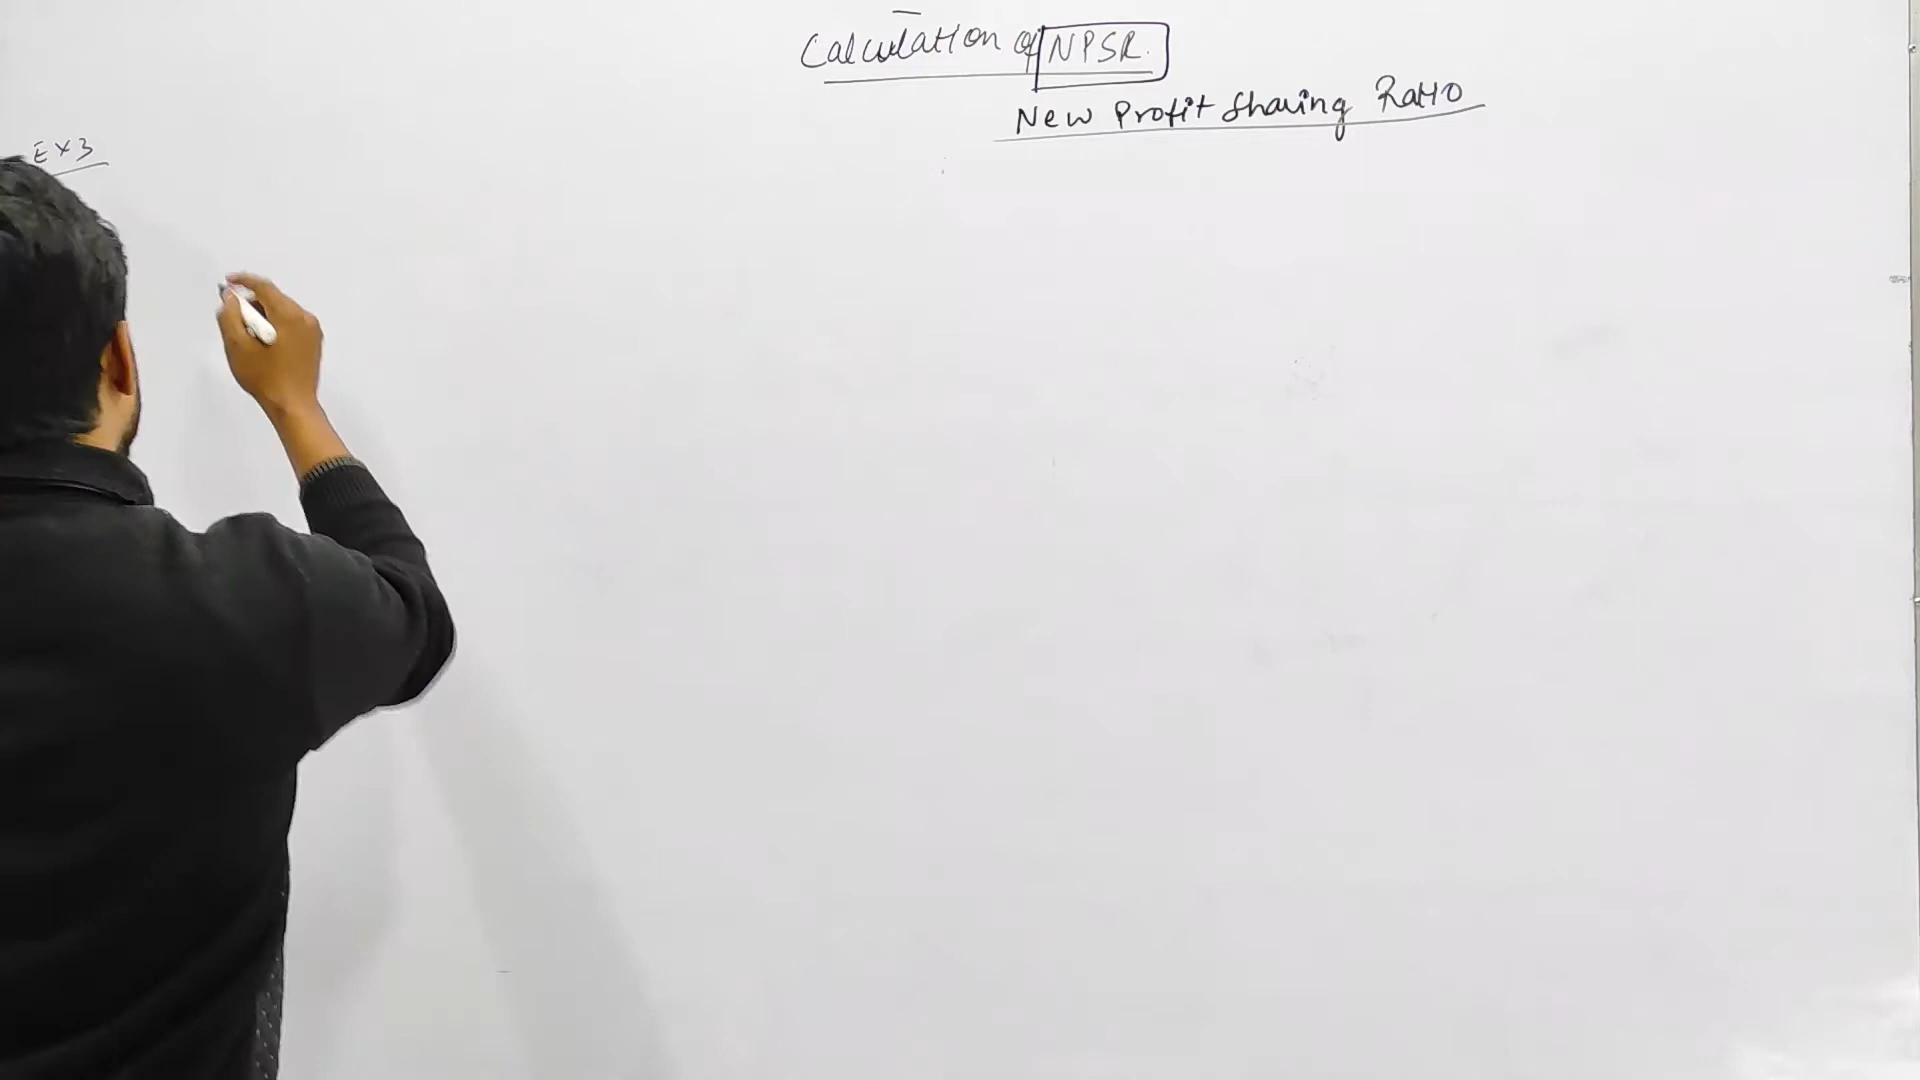 Calculation of NPSR.
New Profit Sharing Ratio
Ex 3